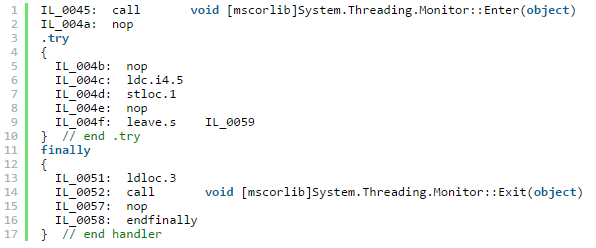 1 IL_0045: call void [mscorlib]System.Threading.Monitor::Enter(object)
2 IL_004a: nop
3 .try
4 {
5 IL_004b: nop
6 IL_004c: ldc.i4.5
7 IL_004d: stloc.1
8 IL_004e: nop
9 IL_004f: leave.s IL_0059
10 } // end .try
11 finally
12 {
13 IL_0051: ldloc.3
14 IL_0052: call void [mscorlib]System.Threading.Monitor::Exit(object)
15 IL_0057: nop
16 IL_0058: endfinally
17 } // end handler